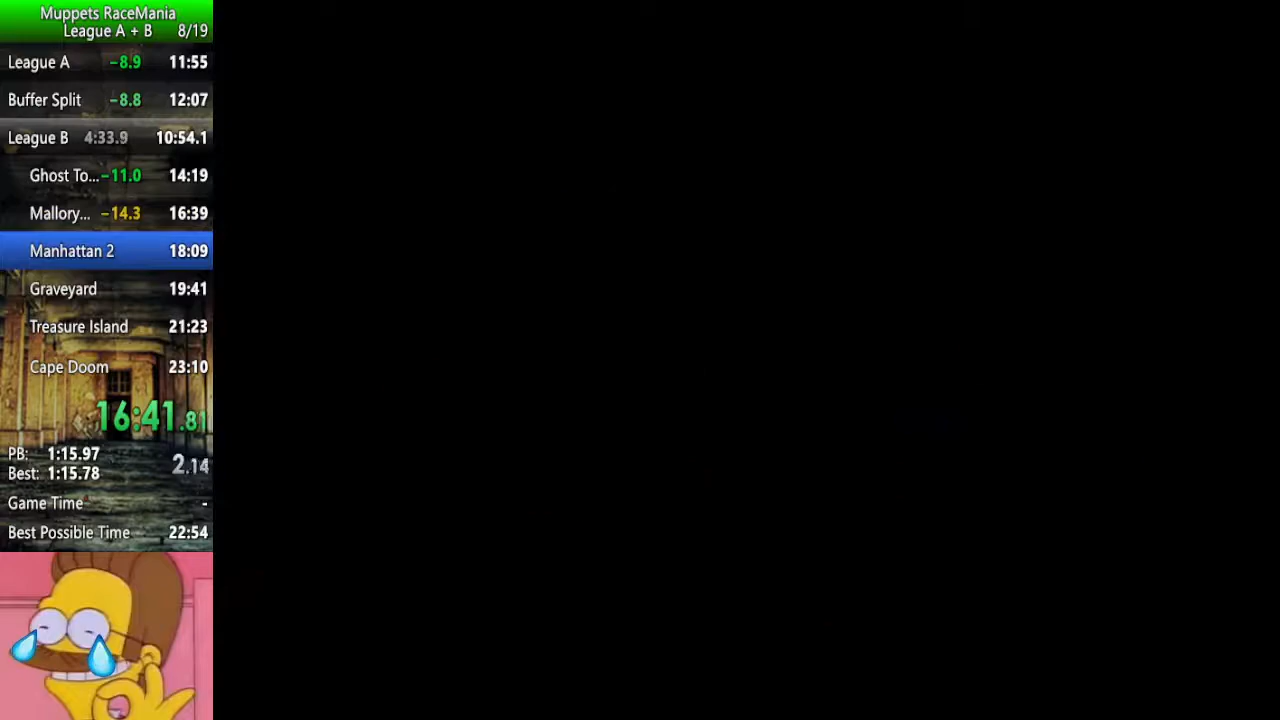 Muppets RaceMania
League A + B 8/19
League A -8.9 11:55
Buffer Split -8.8 12:07
League B 4:33.9 10:54.1
Ghost To... -11.0 14:19
Mallory... -14.3 16:39
Manhattan 2 18:09
Graveyard 19:41
Treasure Island 21:23
Cape Doom 23:10
16:41.81
PB: 1:15.97
2.14
Best: 1:15.78
Game Time -
Best Possible Time 22:54